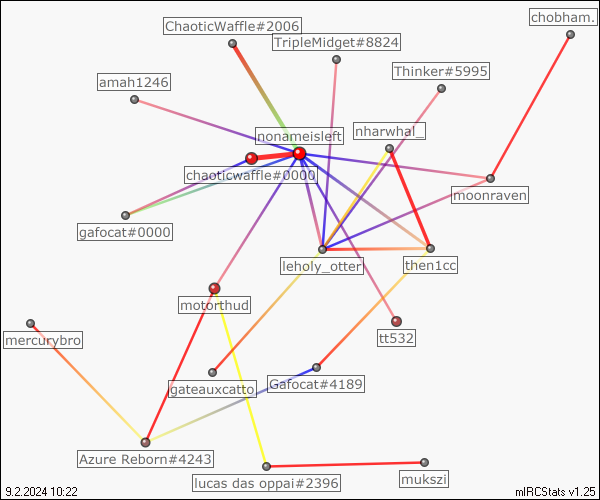 chobham.
ChaoticWaffle#2006
TripleMidget#8824
Thinker#5995
amah1246
nharwhal_
nonameisleft
chaoticwaffle#0000
moonraven
gafocat#0000
leholy_otter
then1cc
motorthud
tt532
mercurybro
gateauxcatto
Gafocat#4189
Azure Reborn#4243
lucas das oppai#2396
mukszi
9.2.2024 10:22
mIRCStats v1.25